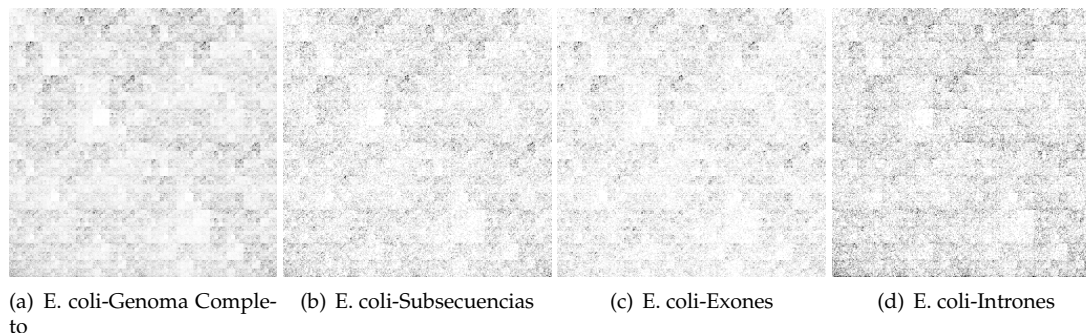 (a) E. coli-Genoma Comple-
to
(b) E. coli-Subsecuencias
(c) E. coli-Exones
(d) E. coli-Intrones